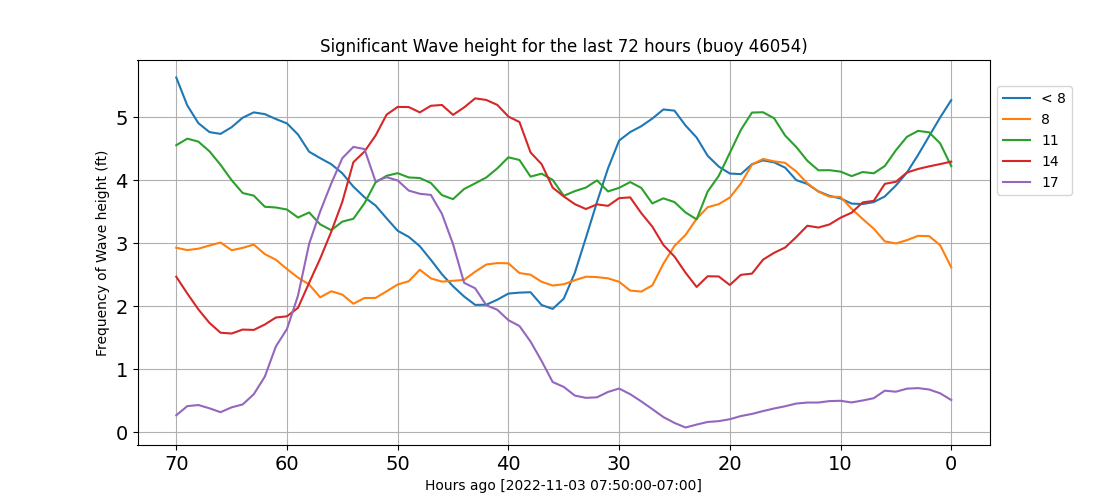 Significant Wave height for the last 72 hours (buoy 46054)
Frequency of Wave height (ft)
5
4
3
2
1
0
70 60 50 40 30 20 10 0
Hours ago [2022-11-03 07:50:00-07:00]
< 8
8
11
14
17